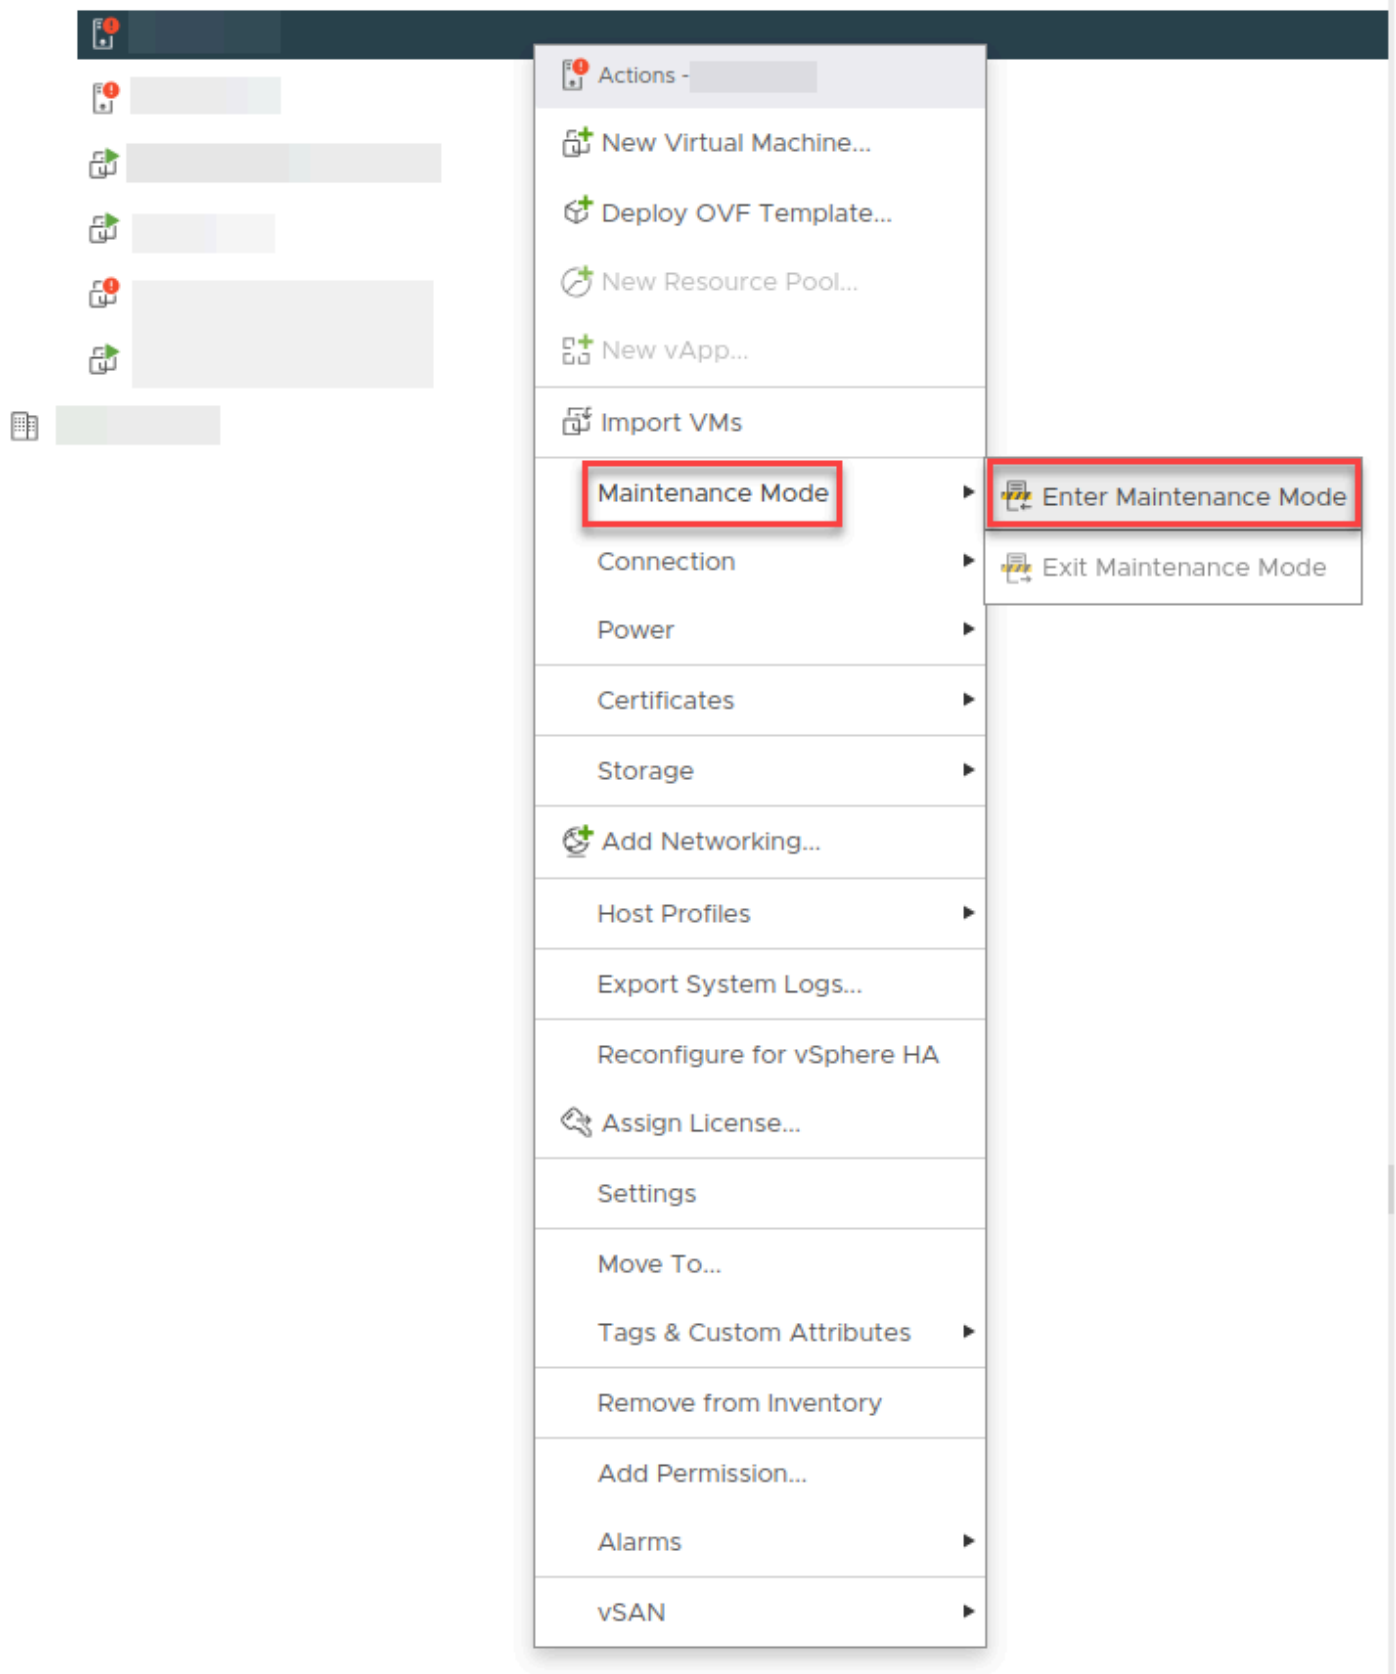 Actions -
New Virtual Machine...
Deploy OVF Template...
New Resource Pool...
New vApp...
Import VMs
Maintenance Mode
Enter Maintenance Mode
Exit Maintenance Mode
Connection
Power
Certificates
Storage
Add Networking...
Host Profiles
Export System Logs...
Reconfigure for vSphere HA
Assign License...
Settings
Move To...
Tags & Custom Attributes
Remove from Inventory
Add Permission...
Alarms
vSAN